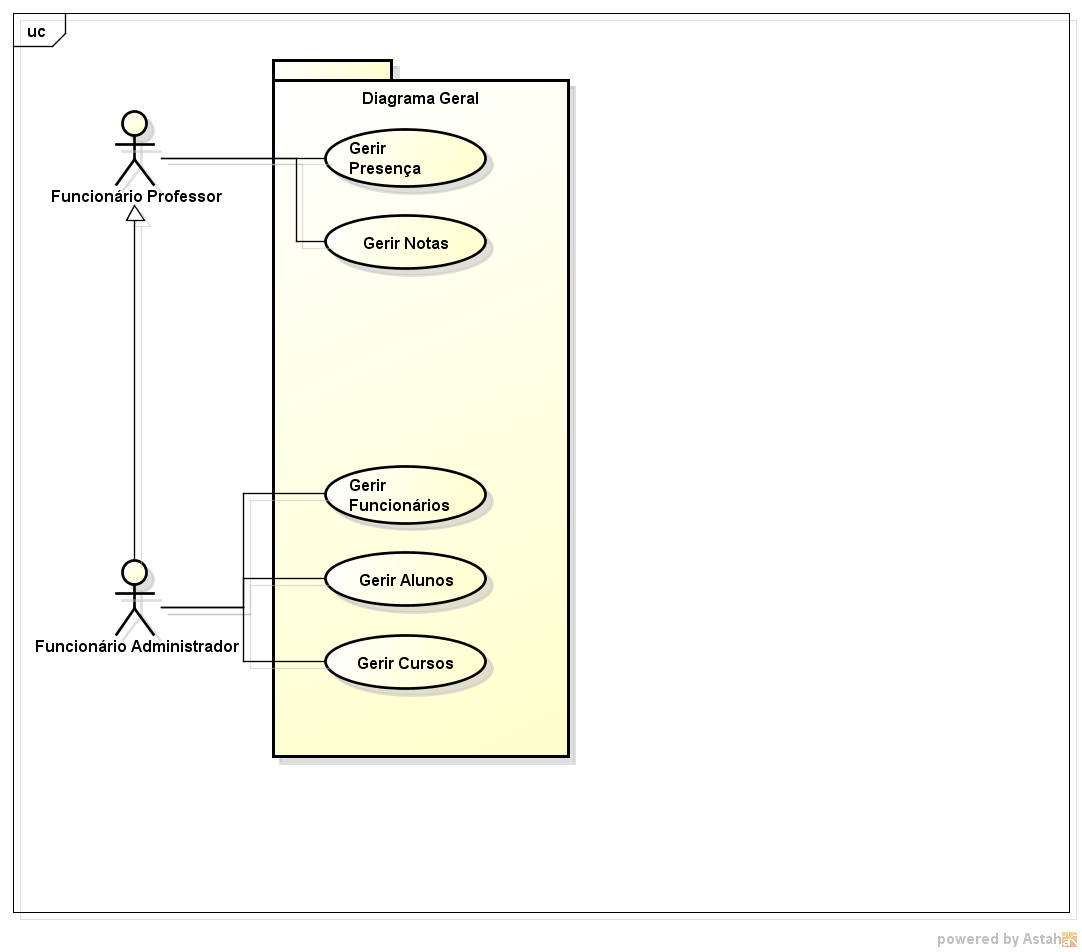 uc
Diagrama Geral
Gerir
Presença
Funcionário Professor
Gerir Notas
Gerir
Funcionários
Gerir Alunos
Funcionário Administrador
Gerir Cursos
powered by Astah